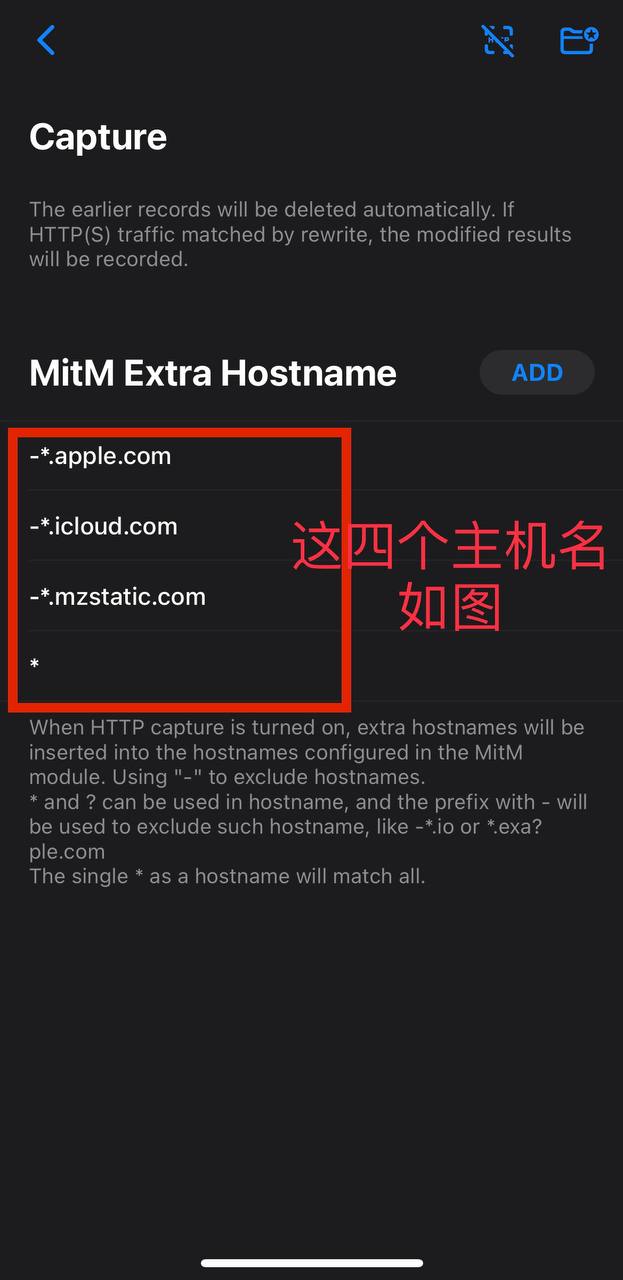 Capture
The earlier records will be deleted automatically. If
HTTP(S) traffic matched by rewrite, the modified results
will be recorded.
MitM Extra Hostname
ADD
-*.apple.com
-*.icloud.com
-*.mzstatic.com
*
这四个主机名
如图
When HTTP capture is turned on, extra hostnames will be
inserted into the hostnames configured in the MitM
module. Using "-" to exclude hostnames.
* and ? can be used in hostname, and the prefix with - will
be used to exclude such hostname, like -*.io or *.exa?
ple.com
The single * as a hostname will match all.